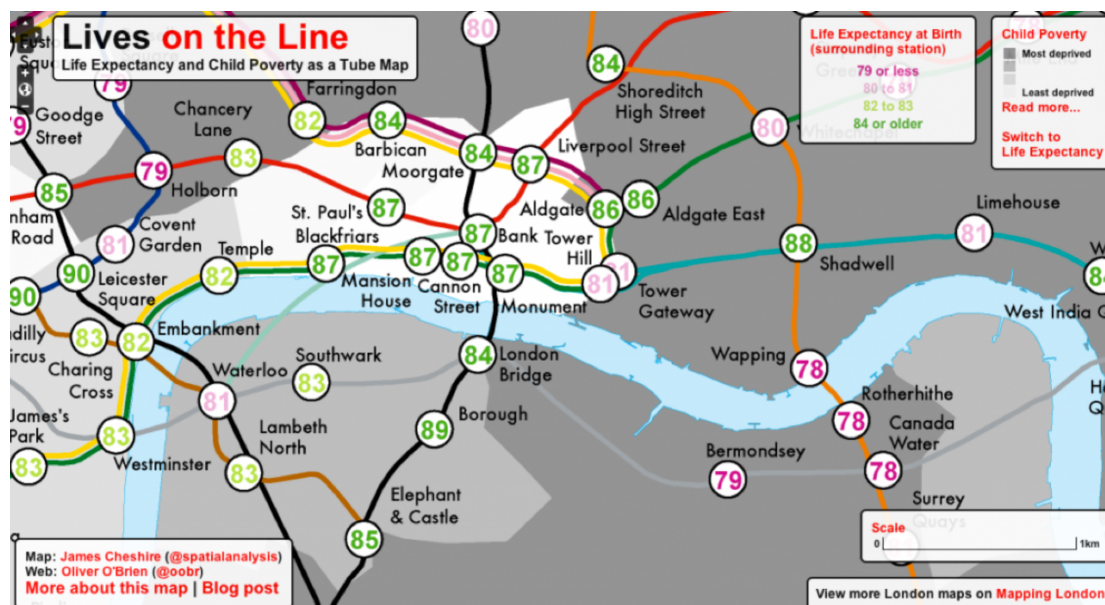 Lives on the Line
Life Expectancy and Child Poverty as a Tube Map
80
Life Expectancy at Birth
(surrounding station)
79 or less
80 to 81
82 to 83
84 or older
Child Poverty
Most deprived
Least deprived
Read more...
Switch to
Life Expectancy
79
Goodge
Street
Chancery
Lane
83
Farringdon
82
84
Barbican
Moorgate
84
Liverpool Street
87
84
Shoreditch
High Street
80
Whitechapel
85
79
Holborn
St. Paul's
87
Aldgate
86
86
Aldgate East
Limehouse
81
nham
Road
Covent
Garden
81
Temple
82
Blackfriars
87
Mansion
House
87
Cannon
Street
87
Bank
87
Monument
87
Tower
Hill
81
Tower
Gateway
88
Shadwell
90
Leicester
Square
90
dilly
ircus
83
Charing
Cross
Embankment
82
Waterloo
81
Southwark
83
84
London
Bridge
Wapping
78
West India
Rotherhithe
78
James's
Park
83
83
Westminster
Lambeth
North
83
89
Borough
Bermondsey
79
Canada
Water
78
Elephant
& Castle
85
Surrey
Quays
Scale
0
1km
Map: James Cheshire (@spatialanalysis)
Web: Oliver O'Brien (@oobr)
More about this map | Blog post
View more London maps on Mapping London